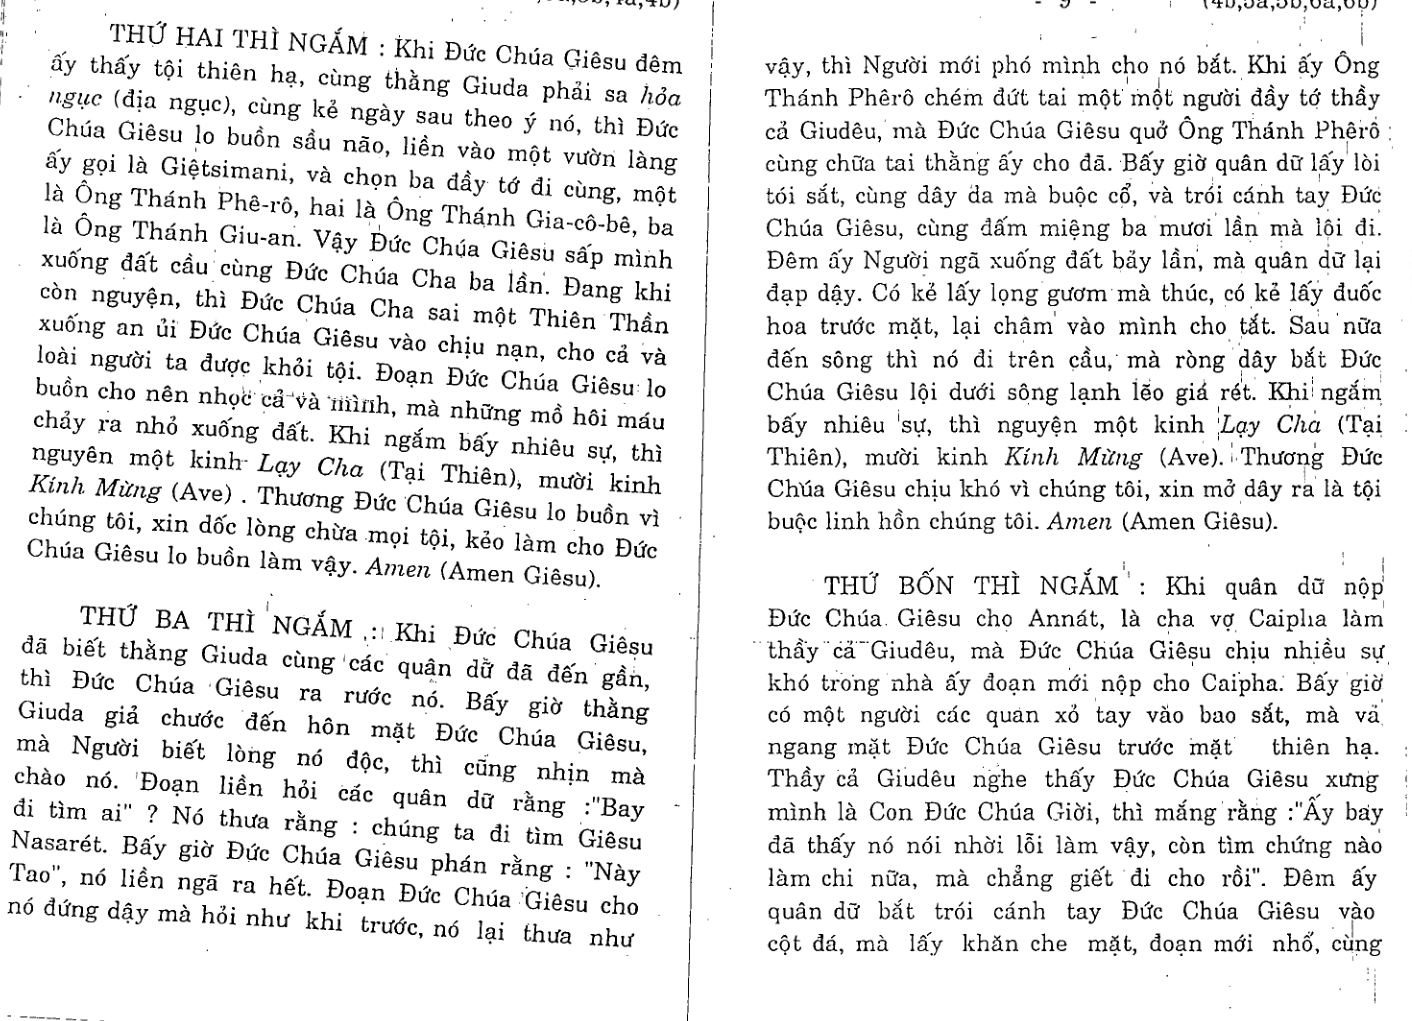 THỨ HAI THÌ NGẮM : Khi Đức Chúa Giêsu đêm
ấy thấy tội thiên hạ, cùng thằng Giuda phải sa hỏa
ngục (địa ngục), cùng kẻ ngày sau theo ý nó, thì Đức
Chúa Giêsu lo buồn sầu não, liền vào một vườn làng
ấy gọi là Giệtsimani, và chọn ba đầy tớ đi cùng, một
là Ông Thánh Phê-rô, hai là Ông Thánh Gia-cô-bê, ba
là Ông Thánh Giu-an. Vậy Đức Chúa Giêsu sấp mình
xuống đất cầu cùng Đức Chúa Cha ba lần. Đang khi
còn nguyện, thì Đức Chúa Cha sai một Thiên Thần
xuống an ủi Đức Chúa Giêsu vào chịu nạn, cho cả và
loài người ta được khỏi tội. Đoạn Đức Chúa Giêsu lo
buồn cho nên nhọc cả và mình, mà những mồ hôi máu
chảy ra nhỏ xuống đất. Khi ngắm bấy nhiêu sự, thì
nguyên một kinh Lạy Cha (Tại Thiên), mười kinh
Kính Mừng (Ave) . Thương Đức Chúa Giêsu lo buồn vì
chúng tôi, xin dốc lòng chừa mọi tội, kẻo làm cho Đức
Chúa Giêsu lo buồn làm vậy. Amen (Amen Giêsu).
THỨ BA THÌ NGẮM : Khi Đức Chúa Giêsu
đã biết thằng Giuda cùng các quân dữ đã đến gần,
thì Đức Chúa Giêsu ra rước nó. Bấy giờ thằng
Giuda giả chước đến hôn mặt Đức Chúa Giêsu,
mà Người biết lòng nó độc, thì cũng nhịn mà
chào nó. Đoạn liền hỏi các quân dữ rằng :"Bay
đi tìm ai" ? Nó thưa rằng : chúng ta đi tìm Giêsu
Nasarét. Bấy giờ Đức Chúa Giêsu phán rằng : "Này
Tao", nó liền ngã ra hết. Đoạn Đức Chúa Giêsu cho
nó đứng dậy mà hỏi như khi trước, nó lại thưa như
- 9 - (4b,5a,5b,6a,6b)
vậy, thì Người mới phó mình cho nó bắt. Khi ấy Ông
Thánh Phêrô chém đứt tai một một người đầy tớ thầy
cả Giudêu, mà Đức Chúa Giêsu quở Ông Thánh Phêrô
cùng chữa tai thằng ấy cho đã. Bấy giờ quân dữ lấy lòi
tói sắt, cùng dây da mà buộc cổ, và trói cánh tay Đức
Chúa Giêsu, cùng đấm miệng ba mươi lần mà lôi đi.
Đêm ấy Người ngã xuống đất bảy lần, mà quân dữ lại
đạp dậy. Có kẻ lấy lọng gươm mà thúc, có kẻ lấy đuốc
hoa trước mặt, lại châm vào mình cho tắt. Sau nữa
đến sông thì nó đi trên cầu, mà ròng dây bắt Đức
Chúa Giêsu lội dưới sông lạnh lẽo giá rét. Khi ngắm
bấy nhiêu sự, thì nguyện một kinh Lạy Cha (Tại
Thiên), mười kinh Kính Mừng (Ave). Thương Đức
Chúa Giêsu chịu khó vì chúng tôi, xin mở dây ra là tội
buộc linh hồn chúng tôi. Amen (Amen Giêsu).
THỨ BỐN THÌ NGẮM : Khi quân dữ nộp
Đức Chúa Giêsu cho Annát, là cha vợ Caipha làm
thầy cả Giudêu, mà Đức Chúa Giêsu chịu nhiều sự
khó trong nhà ấy đoạn mới nộp cho Caipha. Bấy giờ
có một người các quan xỏ tay vào bao sắt, mà vả
ngang mặt Đức Chúa Giêsu trước mặt thiên hạ.
Thầy cả Giudêu nghe thấy Đức Chúa Giêsu xưng
mình là Con Đức Chúa Giời, thì mắng rằng :"Ấy bay
đã thấy nó nói nhời lỗi làm vậy, còn tìm chứng nào
làm chi nữa, mà chẳng giết đi cho rồi". Đêm ấy
quân dữ bắt trói cánh tay Đức Chúa Giêsu vào
cột đá, mà lấy khăn che mặt, đoạn mới nhổ, cùng